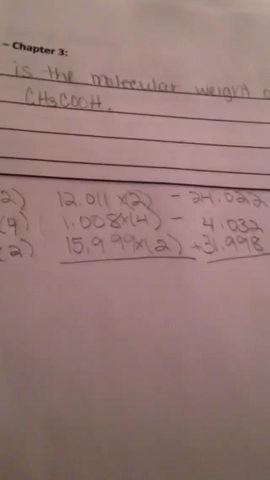 ~ Chapter 3:
is the molecular weight
CH3COOH.
2) 12.011 x(2) - 24.022
(4) 1.008x(4) - 4.032
(2) 15.999x(2) +31.998